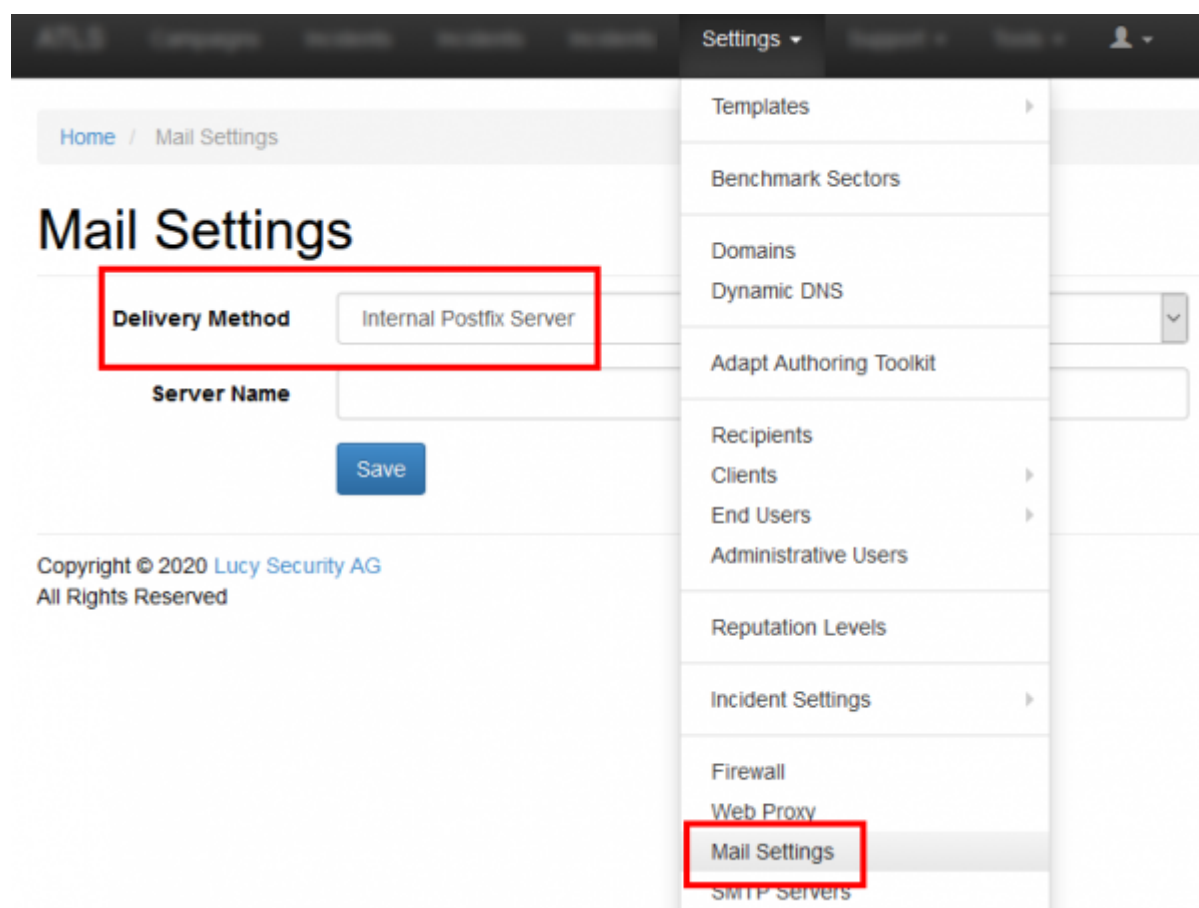 Settings
Home / Mail Settings
Mail Settings
Delivery Method
Internal Postfix Server
Server Name
Save
Copyright © 2020 Lucy Security AG
All Rights Reserved
Templates
Benchmark Sectors
Domains
Dynamic DNS
Adapt Authoring Toolkit
Recipients
Clients
End Users
Administrative Users
Reputation Levels
Incident Settings
Firewall
Web Proxy
Mail Settings
SMTP Servers